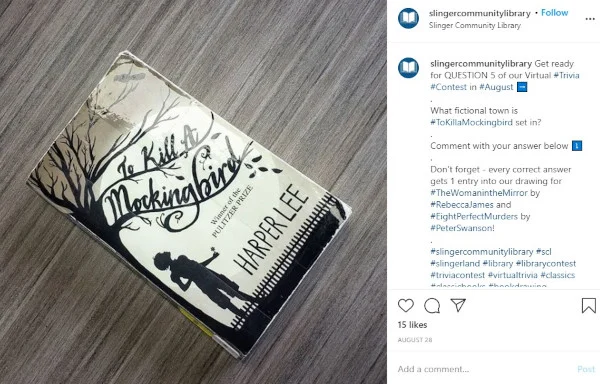 To Kill A
Mockingbird
Winner of the
PULITZER PRIZE
HARPER LEE
slingercommunitylibrary • Follow
Slinger Community Library
slingercommunitylibrary Get ready
for QUESTION 5 of our Virtual #Trivia
#Contest in #August
.
What fictional town is
#ToKillaMockingbird set in?
.
Comment with your answer below
.
Don't forget - every correct answer
gets 1 entry into our drawing for
#TheWomanintheMirror by
#RebeccaJames and
#EightPerfectMurders by
#PeterSwanson!
.
#slingercommunitylibrary #scl
#slingerland #library #librarycontest
#triviacontest #virtualtrivia #classics
#classicbooks #bookdrawing
15 likes
AUGUST 28
Add a comment...
Post